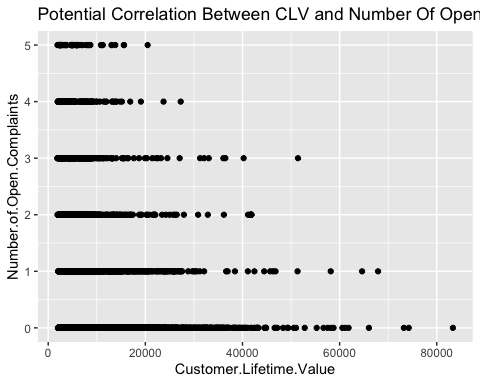 Potential Correlation Between CLV and Number Of Open
5
4
3
2
1
0
Number.of.Open.Complaints
0 20000 40000 60000 80000
Customer.Lifetime.Value